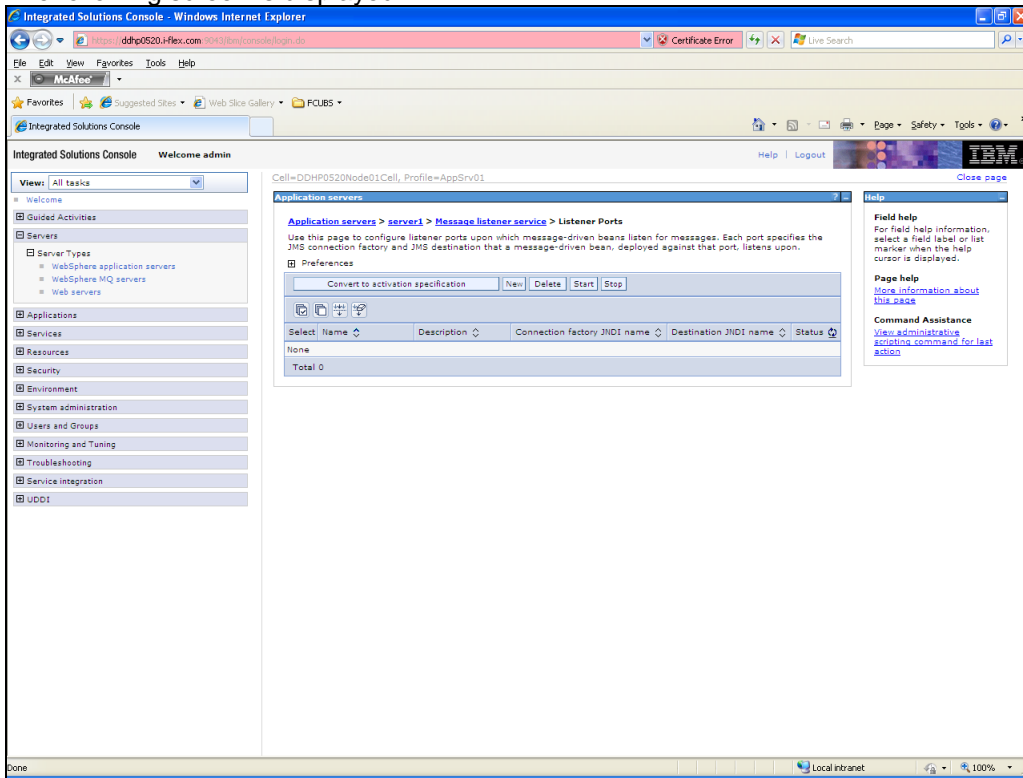 Integrated Solutions Console - Windows Internet Explorer
https://ddhp0520.i-flex.com:9043/ibm/console/login.do Certificate Error Live Search
File Edit View Favorites Tools Help
X McAfee
Favorites Suggested Sites Web Slice Gallery FCUBS
Integrated Solutions Console Page Safety Tools
Integrated Solutions Console Welcome admin Help | Logout IBM.
View: All tasks
Welcome
Guided Activities
Servers
Server Types
WebSphere application servers
WebSphere MQ servers
Web servers
Applications
Services
Resources
Security
Environment
System administration
Users and Groups
Monitoring and Tuning
Troubleshooting
Service integration
UDDI
Cell=DDHP0520Node01Cell, Profile=AppSrv01 Close page
Application servers ? -
Application servers > server1 > Message listener service > Listener Ports
Use this page to configure listener ports upon which message-driven beans listen for messages. Each port specifies the
JMS connection factory and JMS destination that a message-driven bean, deployed against that port, listens upon.
Preferences
Convert to activation specification New Delete Start Stop
Select Name Description Connection factory JNDI name Destination JNDI name Status
None
Total 0
Help -
Field help
For field help information,
select a field label or list
marker when the help
cursor is displayed.
Page help
More information about
this page
Command Assistance
View administrative
scripting command for last
action
Done Local intranet 100%